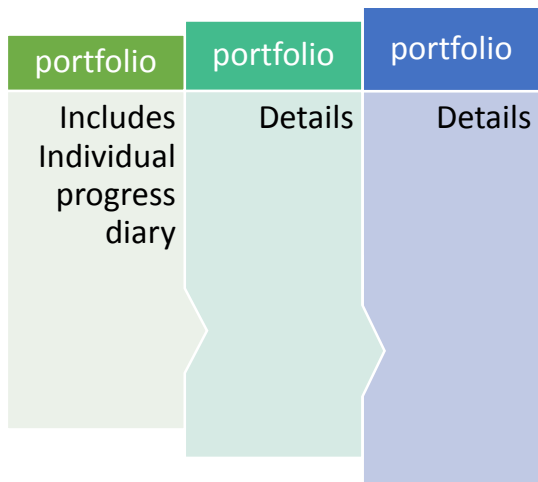 portfolio
Includes
Individual
progress
diary
portfolio
Details
portfolio
Details